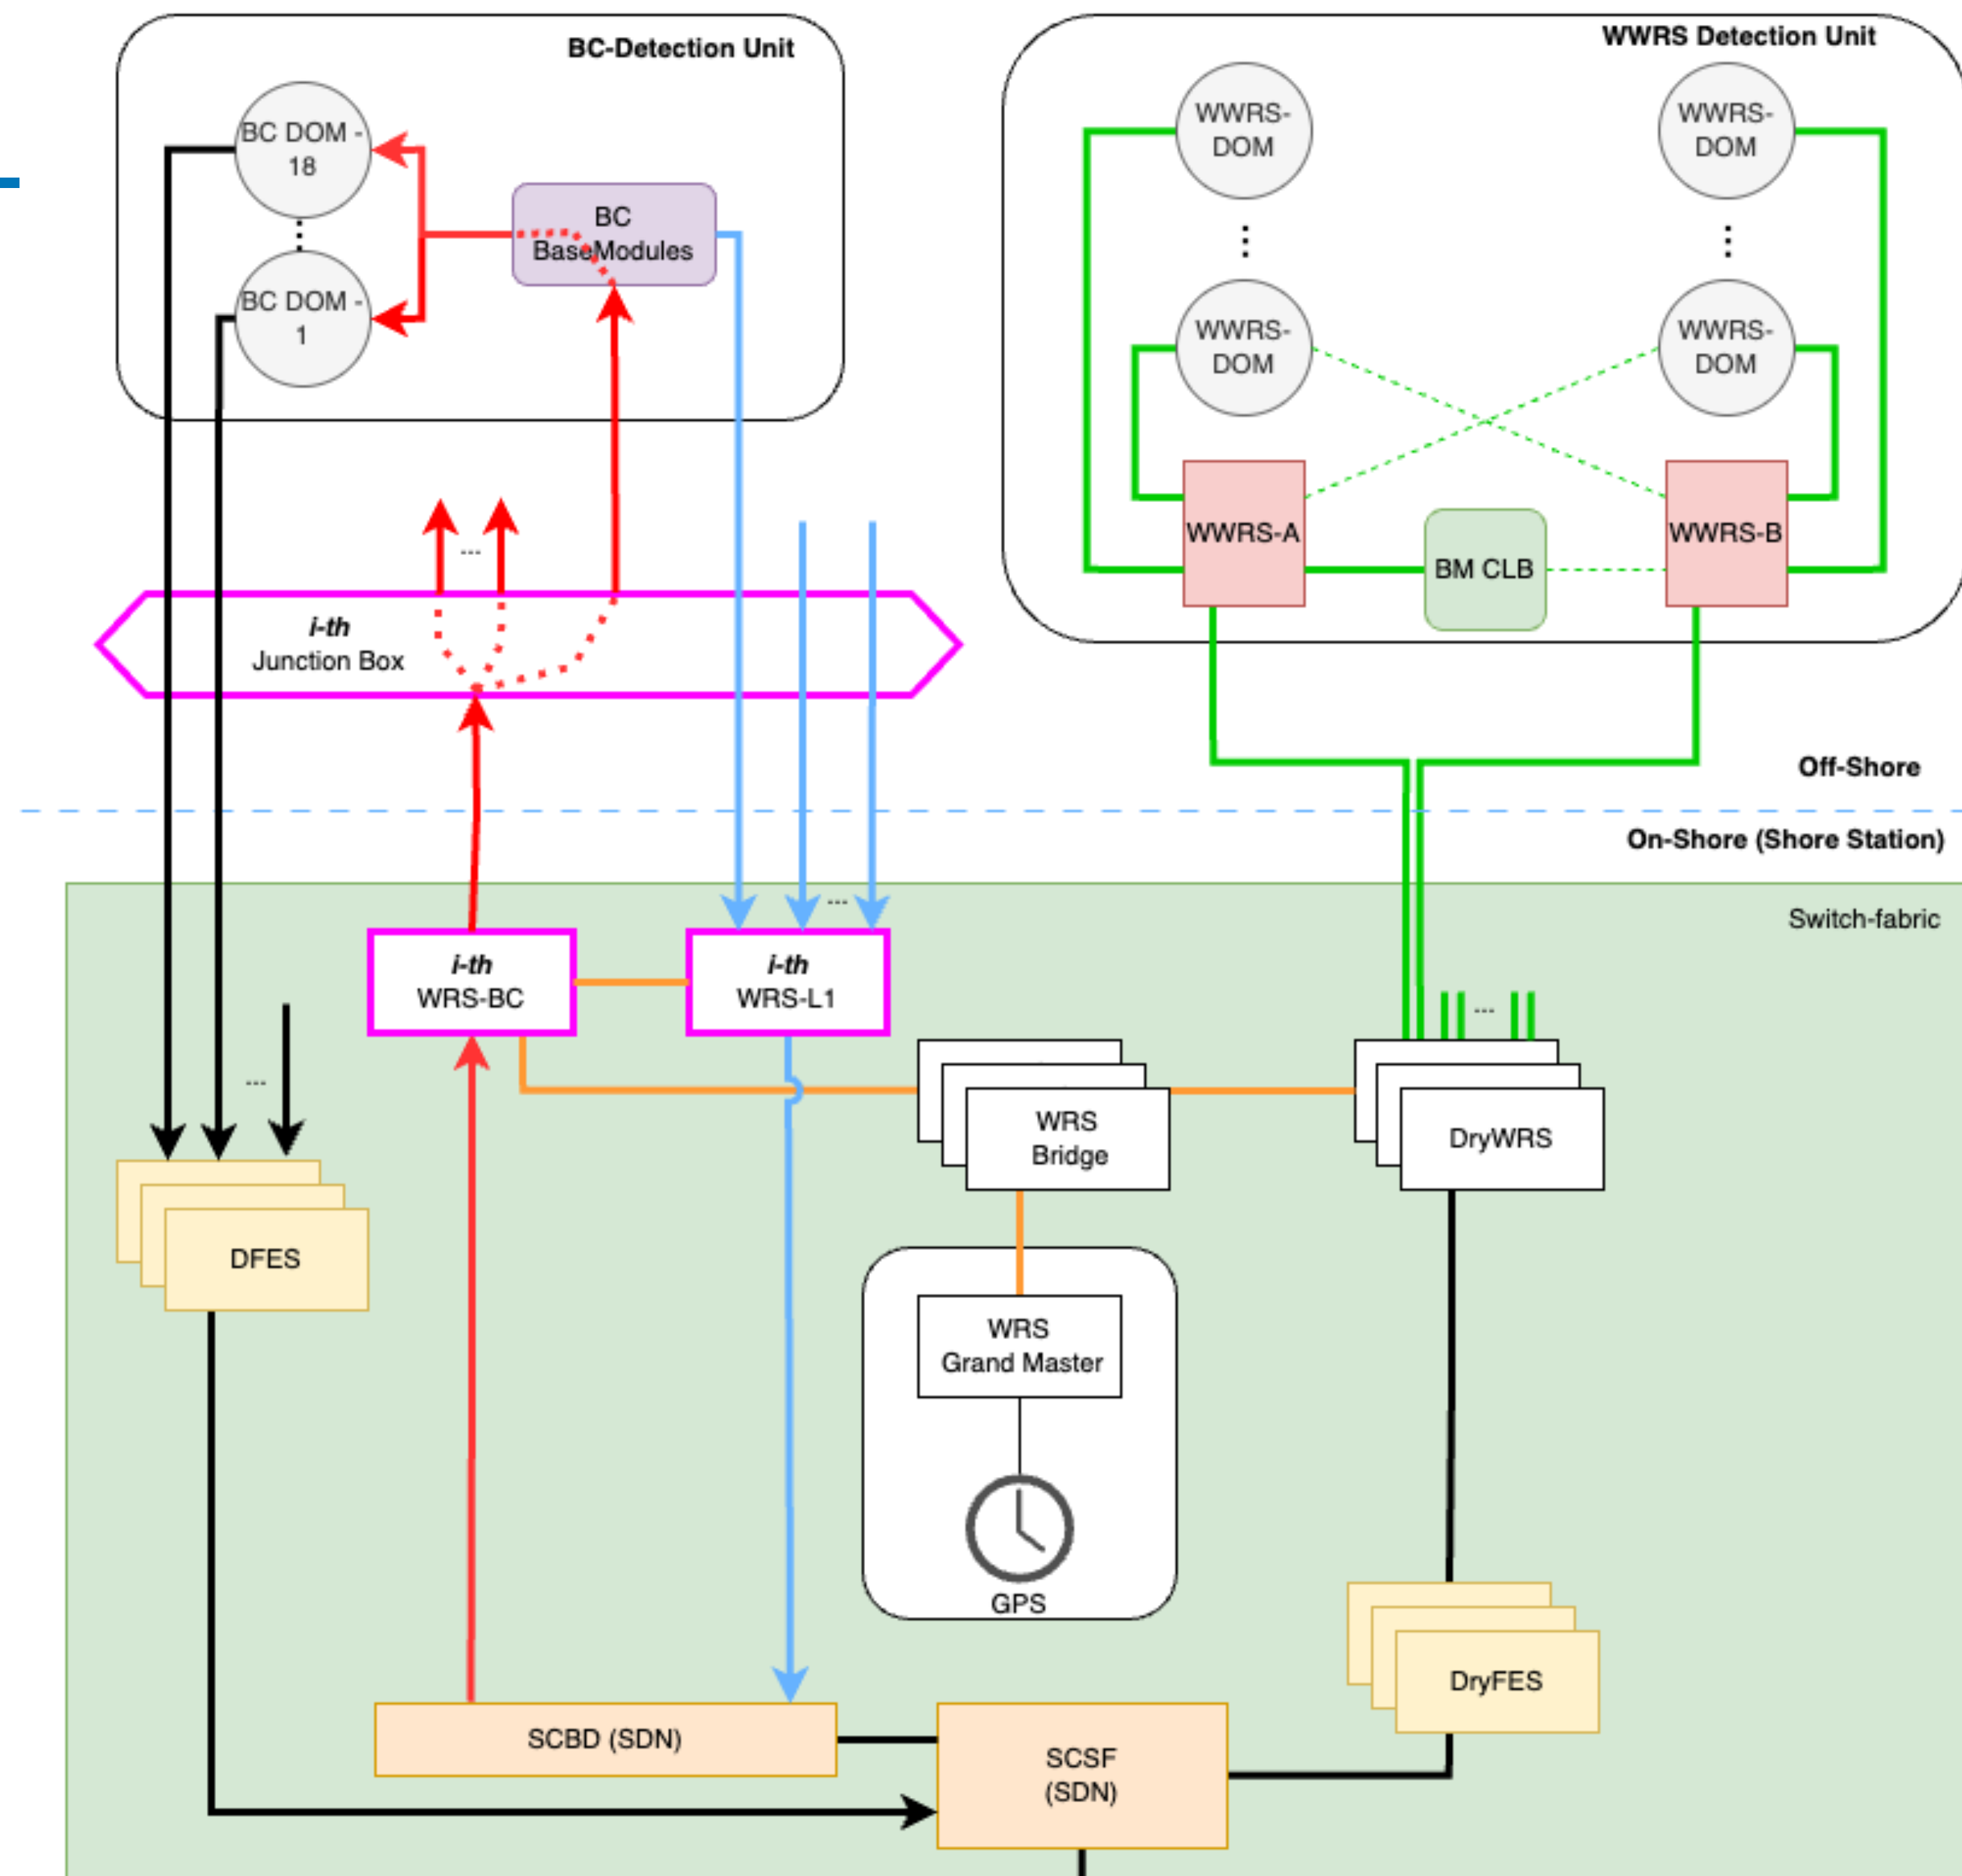 BC-Detection Unit
WWRS Detection Unit
BC DOM -
18
BC
BaseModules
BC DOM -
1
WWRS-
DOM
WWRS-
DOM
WWRS-
DOM
WWRS-
DOM
WWRS-A
BM CLB
WWRS-B
...
i-th
Junction Box
Off-Shore
On-Shore (Shore Station)
Switch-fabric
...
i-th
WRS-BC
i-th
WRS-L1
...
...
WRS
Bridge
DryWRS
DFES
WRS
Grand Master
GPS
DryFES
SCBD (SDN)
SCSF
(SDN)